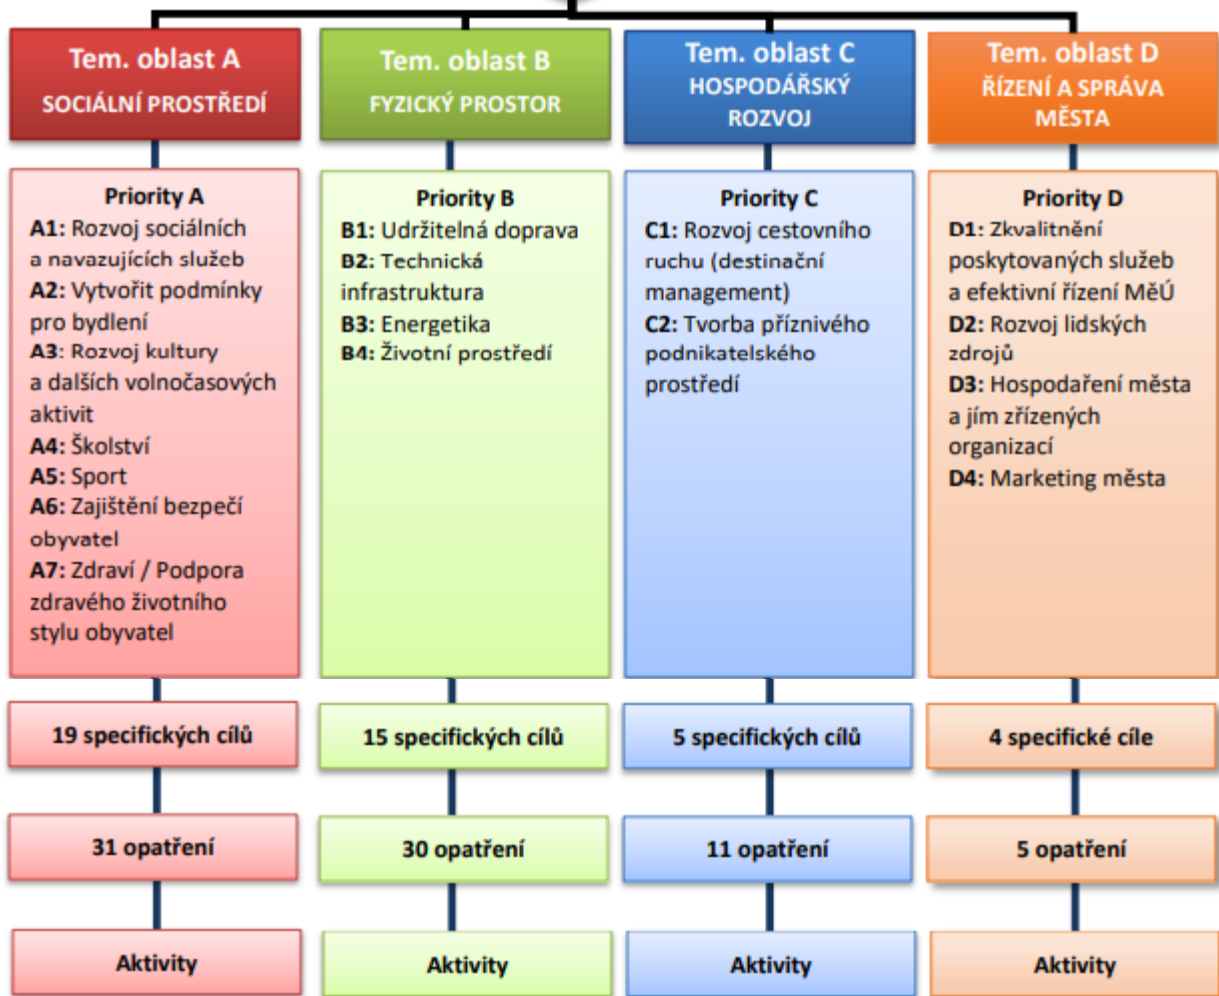 Tem. oblast A
SOCIÁLNÍ PROSTŘEDÍ
Priority A
A1: Rozvoj sociálních
a navazujících služeb
A2: Vytvořit podmínky
pro bydlení
A3: Rozvoj kultury
a dalších volnočasových
aktivit
A4: Školství
A5: Sport
A6: Zajištění bezpečí
obyvatel
A7: Zdraví / Podpora
zdravého životního
stylu obyvatel
19 specifických cílů
31 opatření
Aktivity
Tem. oblast B
FYZICKÝ PROSTOR
Priority B
B1: Udržitelná doprava
B2: Technická
infrastruktura
B3: Energetika
B4: Životní prostředí
15 specifických cílů
30 opatření
Aktivity
Tem. oblast C
HOSPODÁŘSKÝ
ROZVOJ
Priority C
C1: Rozvoj cestovního
ruchu (destinační
management)
C2: Tvorba příznivého
podnikatelského
prostředí
5 specifických cílů
11 opatření
Aktivity
Tem. oblast D
ŘÍZENÍ A SPRÁVA
MĚSTA
Priority D
D1: Zkvalitnění
poskytovaných služeb
a efektivní řízení MěÚ
D2: Rozvoj lidských
zdrojů
D3: Hospodaření města
a jím zřízených
organizací
D4: Marketing města
4 specifické cíle
5 opatření
Aktivity